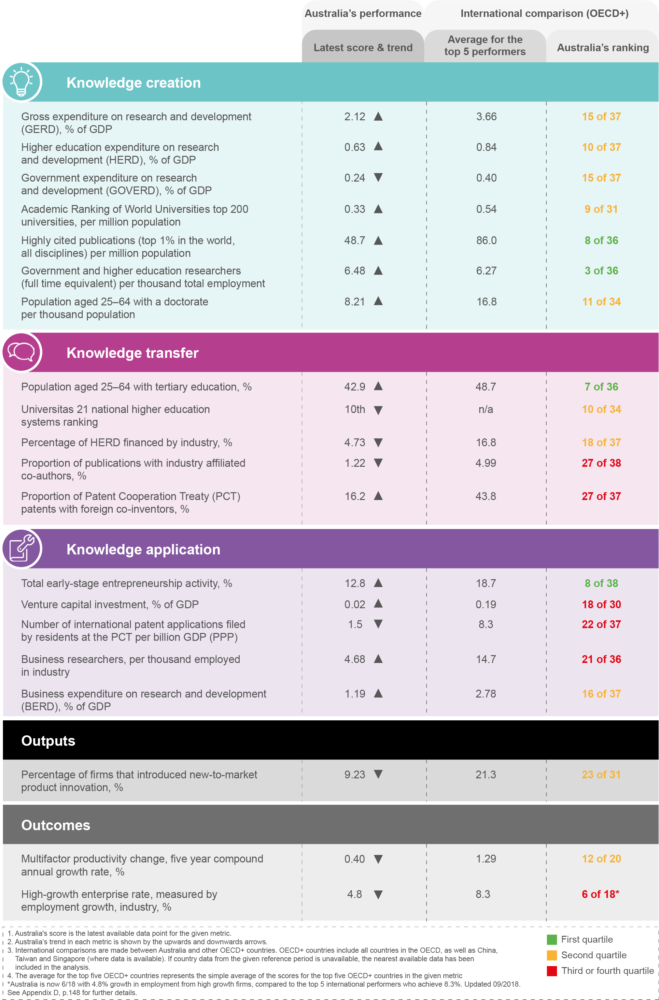 Australia's performance
International comparison (OECD+)
Latest score & trend
Average for the
top 5 performers
Australia's ranking
Knowledge creation
Gross expenditure on research and development
(GERD), % of GDP
2.12 ▲
3.66
15 of 37
Higher education expenditure on research
and development (HERD), % of GDP
0.63 ▲
0.84
10 of 37
Government expenditure on research
and development (GOVERD), % of GDP
0.24 ▼
0.40
15 of 37
Academic Ranking of World Universities top 200
universities, per million population
0.33 ▲
0.54
9 of 31
Highly cited publications (top 1% in the world,
all disciplines) per million population
48.7 ▲
86.0
8 of 36
Government and higher education researchers
(full time equivalent) per thousand total employment
6.48 ▲
6.27
3 of 36
Population aged 25–64 with a doctorate
per thousand population
8.21 ▲
16.8
11 of 34
Knowledge transfer
Population aged 25–64 with tertiary education, %
42.9 ▲
48.7
7 of 36
Universitas 21 national higher education
systems ranking
10th ▼
n/a
10 of 34
Percentage of HERD financed by industry, %
4.73 ▼
16.8
18 of 37
Proportion of publications with industry affiliated
co-authors, %
1.22 ▼
4.99
27 of 38
Proportion of Patent Cooperation Treaty (PCT)
patents with foreign co-inventors, %
16.2 ▲
43.8
27 of 37
Knowledge application
Total early-stage entrepreneurship activity, %
12.8 ▲
18.7
8 of 38
Venture capital investment, % of GDP
0.02 ▲
0.19
18 of 30
Number of international patent applications filed
by residents at the PCT per billion GDP (PPP)
1.5 ▼
8.3
22 of 37
Business researchers, per thousand employed
in industry
4.68 ▲
14.7
21 of 36
Business expenditure on research and development
(BERD), % of GDP
1.19 ▲
2.78
16 of 37
Outputs
Percentage of firms that introduced new-to-market
product innovation, %
9.23 ▼
21.3
23 of 31
Outcomes
Multifactor productivity change, five year compound
annual growth rate, %
0.40 ▼
1.29
12 of 20
High-growth enterprise rate, measured by
employment growth, industry, %
4.8 ▼
8.3
6 of 18*
1. Australia's score is the latest available data point for the given metric.
2. Australia's trend in each metric is shown by the upwards and downwards arrows.
3. International comparisons are made between Australia and other OECD+ countries. OECD+ countries include all countries in the OECD, as well as China,
Taiwan and Singapore (where data is available). If country data from the given reference period is unavailable, the nearest available data has been
included in the analysis.
4. The average for the top five OECD+ countries represents the simple average of the scores for the top five OECD+ countries in the given metric
*Australia is now 6/18 with 4.8% growth in employment from high growth firms, compared to the top 5 international performers who achieve 8.3%. Updated 09/2018.
See Appendix D, p.148 for further details.
First quartile
Second quartile
Third or fourth quartile